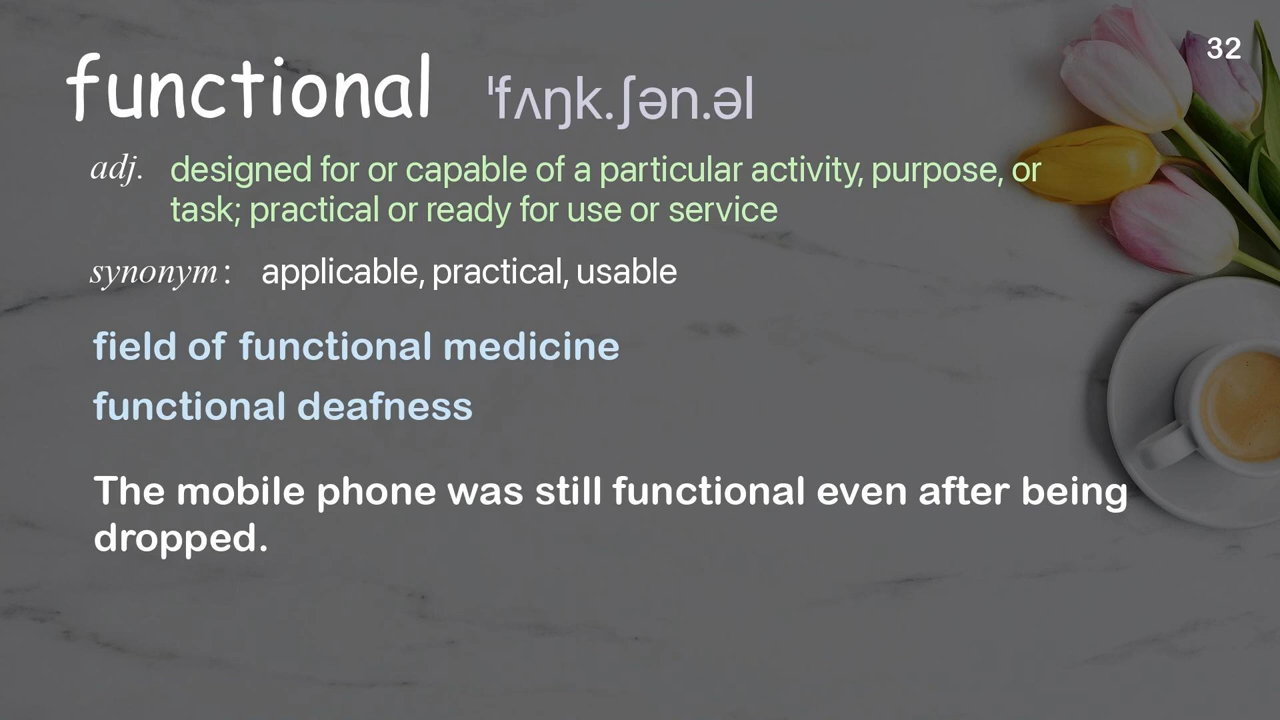 32
functional ˈfʌŋk.ʃən.əl
adj. designed for or capable of a particular activity, purpose, or
task; practical or ready for use or service
synonym: applicable, practical, usable
field of functional medicine
functional deafness
The mobile phone was still functional even after being
dropped.